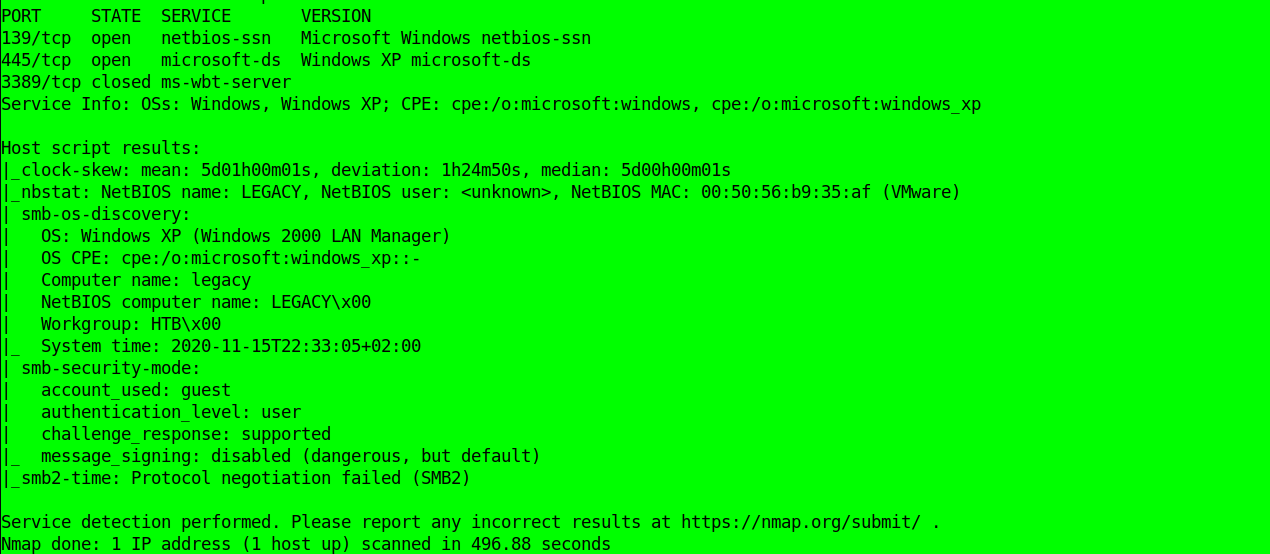 PORT     STATE  SERVICE       VERSION
139/tcp  open   netbios-ssn   Microsoft Windows netbios-ssn
445/tcp  open   microsoft-ds  Windows XP microsoft-ds
3389/tcp closed ms-wbt-server
Service Info: OSs: Windows, Windows XP; CPE: cpe:/o:microsoft:windows, cpe:/o:microsoft:windows_xp

Host script results:
|_clock-skew: mean: 5d01h00m01s, deviation: 1h24m50s, median: 5d00h00m01s
|_nbstat: NetBIOS name: LEGACY, NetBIOS user: <unknown>, NetBIOS MAC: 00:50:56:b9:35:af (VMware)
| smb-os-discovery:
|   OS: Windows XP (Windows 2000 LAN Manager)
|   OS CPE: cpe:/o:microsoft:windows_xp::-
|   Computer name: legacy
|   NetBIOS computer name: LEGACY\x00
|   Workgroup: HTB\x00
|_  System time: 2020-11-15T22:33:05+02:00
| smb-security-mode:
|   account_used: guest
|   authentication_level: user
|   challenge_response: supported
|_  message_signing: disabled (dangerous, but default)
|_smb2-time: Protocol negotiation failed (SMB2)

Service detection performed. Please report any incorrect results at https://nmap.org/submit/ .
Nmap done: 1 IP address (1 host up) scanned in 496.88 seconds